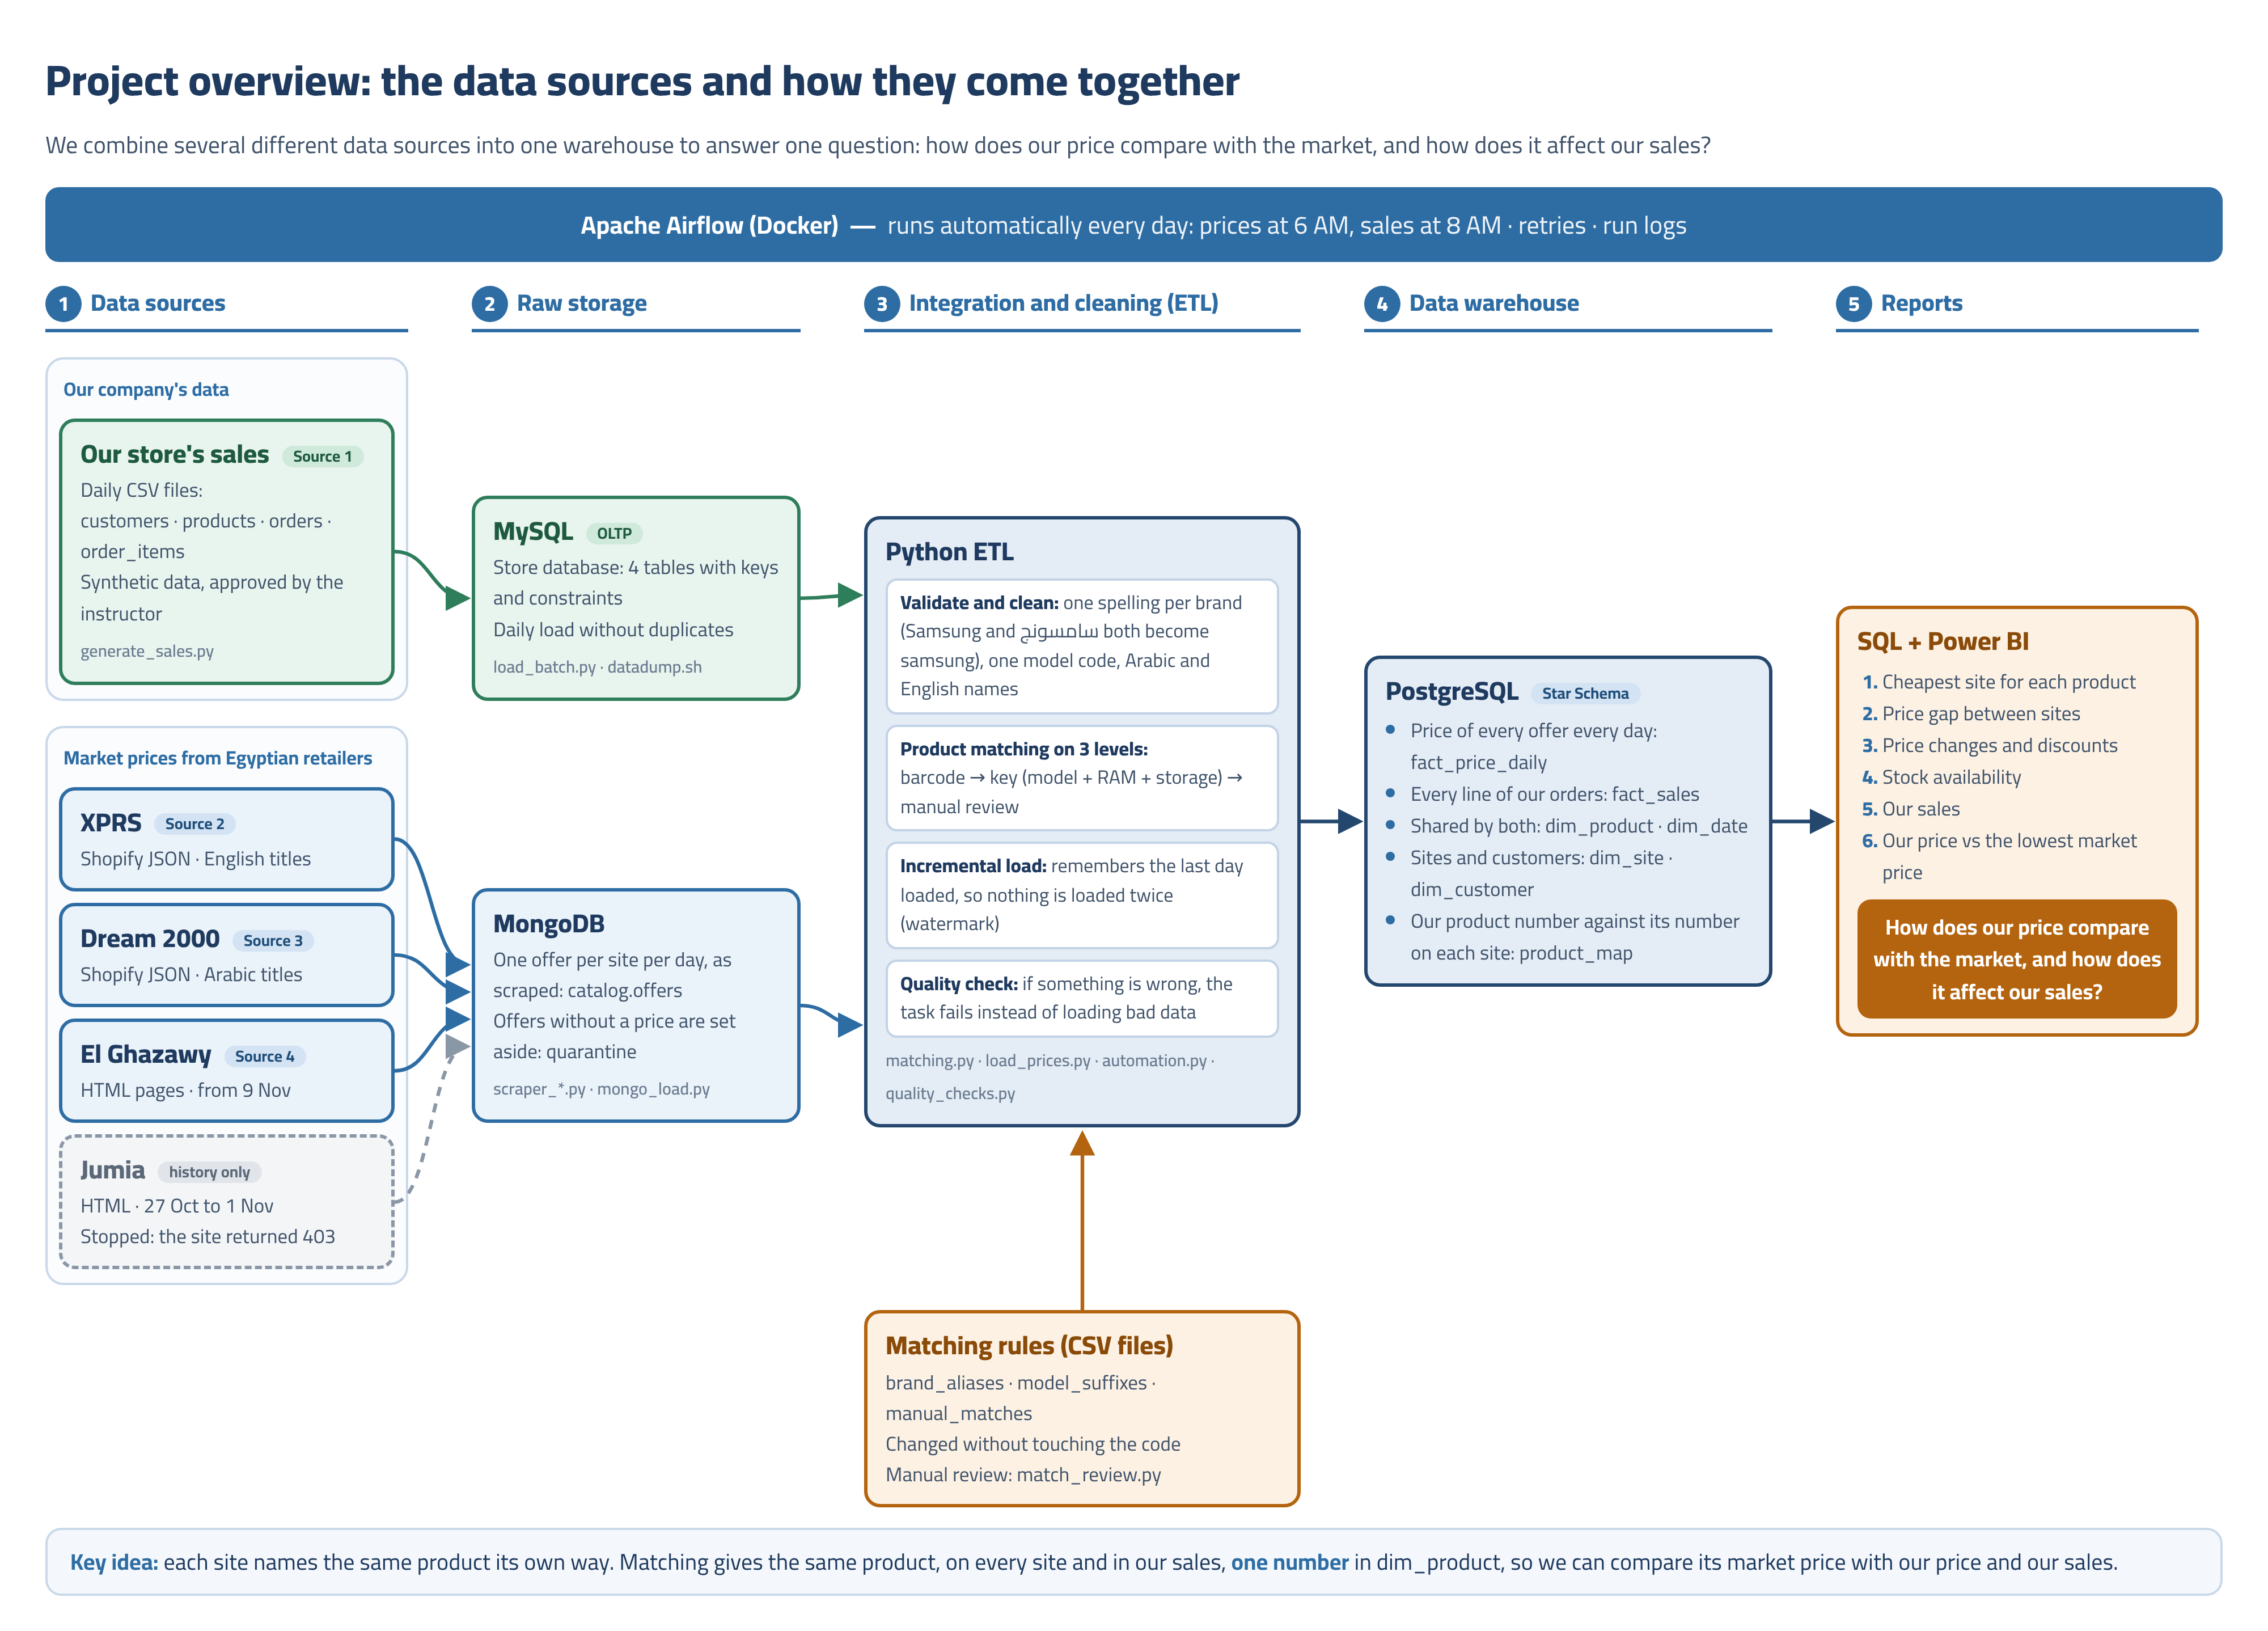 Project overview: the data sources and how they come together
We combine several different data sources into one warehouse to answer one question: how does our price compare with the market, and how does it affect our sales?
Apache Airflow (Docker) — runs automatically every day: prices at 6 AM, sales at 8 AM · retries · run logs
1 Data sources
2 Raw storage
3 Integration and cleaning (ETL)
4 Data warehouse
5 Reports
Our company's data
Our store's sales Source 1
Daily CSV files:
customers · products · orders ·
order_items
Synthetic data, approved by the
instructor
generate_sales.py
Market prices from Egyptian retailers
XPRS Source 2
Shopify JSON · English titles
Dream 2000 Source 3
Shopify JSON · Arabic titles
El Ghazawy Source 4
HTML pages · from 9 Nov
Jumia history only
HTML · 27 Oct to 1 Nov
Stopped: the site returned 403
MySQL OLTP
Store database: 4 tables with keys
and constraints
Daily load without duplicates
load_batch.py · datadump.sh
MongoDB
One offer per site per day, as
scraped: catalog.offers
Offers without a price are set
aside: quarantine
scraper_*.py · mongo_load.py
Python ETL
Validate and clean: one spelling per brand
(Samsung and سامسونج both become
samsung), one model code, Arabic and
English names
Product matching on 3 levels:
barcode → key (model + RAM + storage) →
manual review
Incremental load: remembers the last day
loaded, so nothing is loaded twice
(watermark)
Quality check: if something is wrong, the
task fails instead of loading bad data
matching.py · load_prices.py · automation.py ·
quality_checks.py
Matching rules (CSV files)
brand_aliases · model_suffixes ·
manual_matches
Changed without touching the code
Manual review: match_review.py
PostgreSQL Star Schema
• Price of every offer every day:
fact_price_daily
• Every line of our orders: fact_sales
• Shared by both: dim_product · dim_date
• Sites and customers: dim_site ·
dim_customer
• Our product number against its number
on each site: product_map
SQL + Power BI
1. Cheapest site for each product
2. Price gap between sites
3. Price changes and discounts
4. Stock availability
5. Our sales
6. Our price vs the lowest market
price
How does our price compare
with the market, and how does
it affect our sales?
Key idea: each site names the same product its own way. Matching gives the same product, on every site and in our sales, one number in dim_product, so we can compare its market price with our price and our sales.